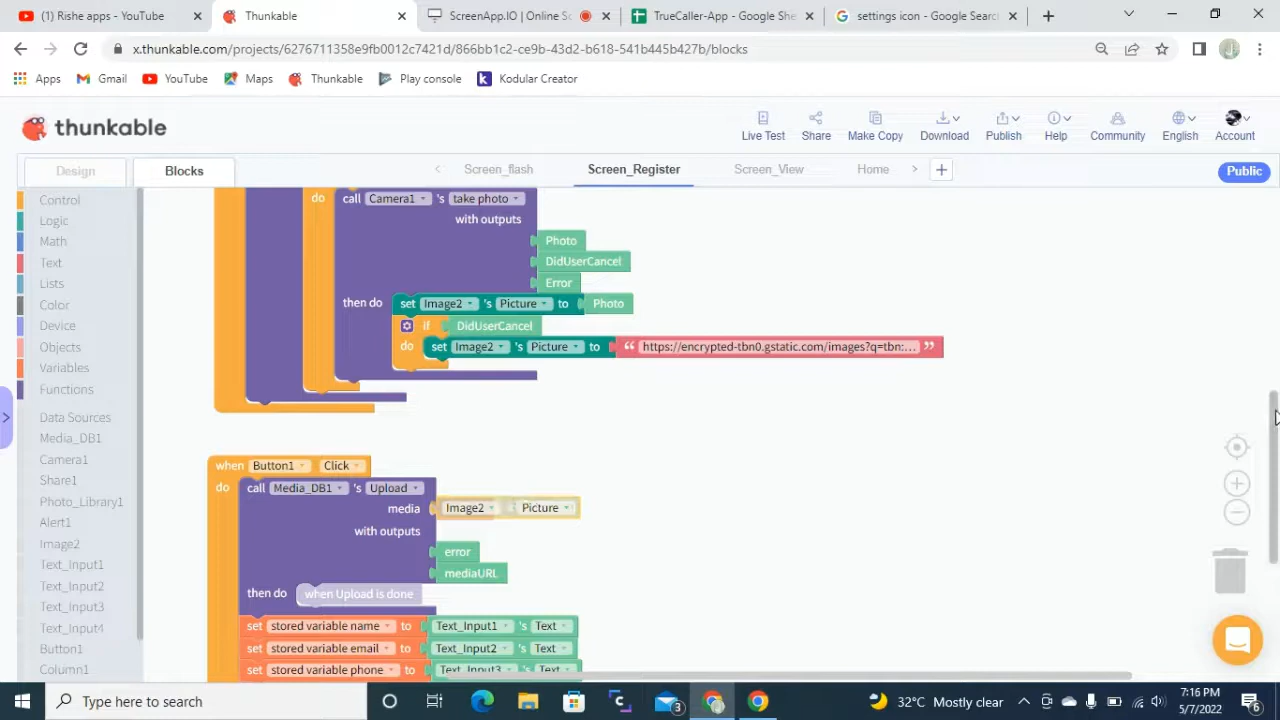 (1) Rishe apps - YouTube
Thunkable
ScreenApp.IO | Online Sc
TrueCaller-App - Google She
settings icon - Google Search
x.thunkable.com/projects/6276711358e9fb0012c7421d/866bb1c2-ce9b-43d2-b618-541b445b427b/blocks
Apps Gmail YouTube Maps Thunkable Play console Kodular Creator
thunkable
Live Test Share Make Copy Download Publish Help Community English Account
Design Blocks Screen_flash Screen_Register Screen_View Home Public
Control
Logic
Math
Text
Lists
Color
Device
Objects
Variables
Functions
Data Sources
Media_DB1
Camera1
Share1
Photo_Library1
Alert1
Image2
Text_Input1
Text_Input2
Text_Input3
Text_Input4
Button1
Column1
do call Camera1 's take photo
with outputs
Photo
DidUserCancel
Error
then do set Image2 's Picture to Photo
if DidUserCancel
do set Image2 's Picture to “ https://encrypted-tbn0.gstatic.com/images?q=tbn:... ”
when Button1 Click
do call Media_DB1 's Upload
media Image2 Picture
with outputs
error
mediaURL
then do when Upload is done
set stored variable name to Text_Input1 's Text
set stored variable email to Text_Input2 's Text
set stored variable phone to Text_Input3 's Text
Type here to search
3
32°C Mostly clear
7:16 PM
5/7/2022
6